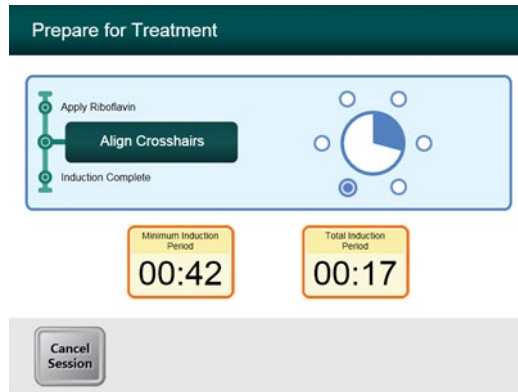 Prepare for Treatment
Apply Riboflavin
Align Crosshairs
Induction Complete
Minimum Induction
Period
00:42
Total Induction
Period
00:17
Cancel
Session